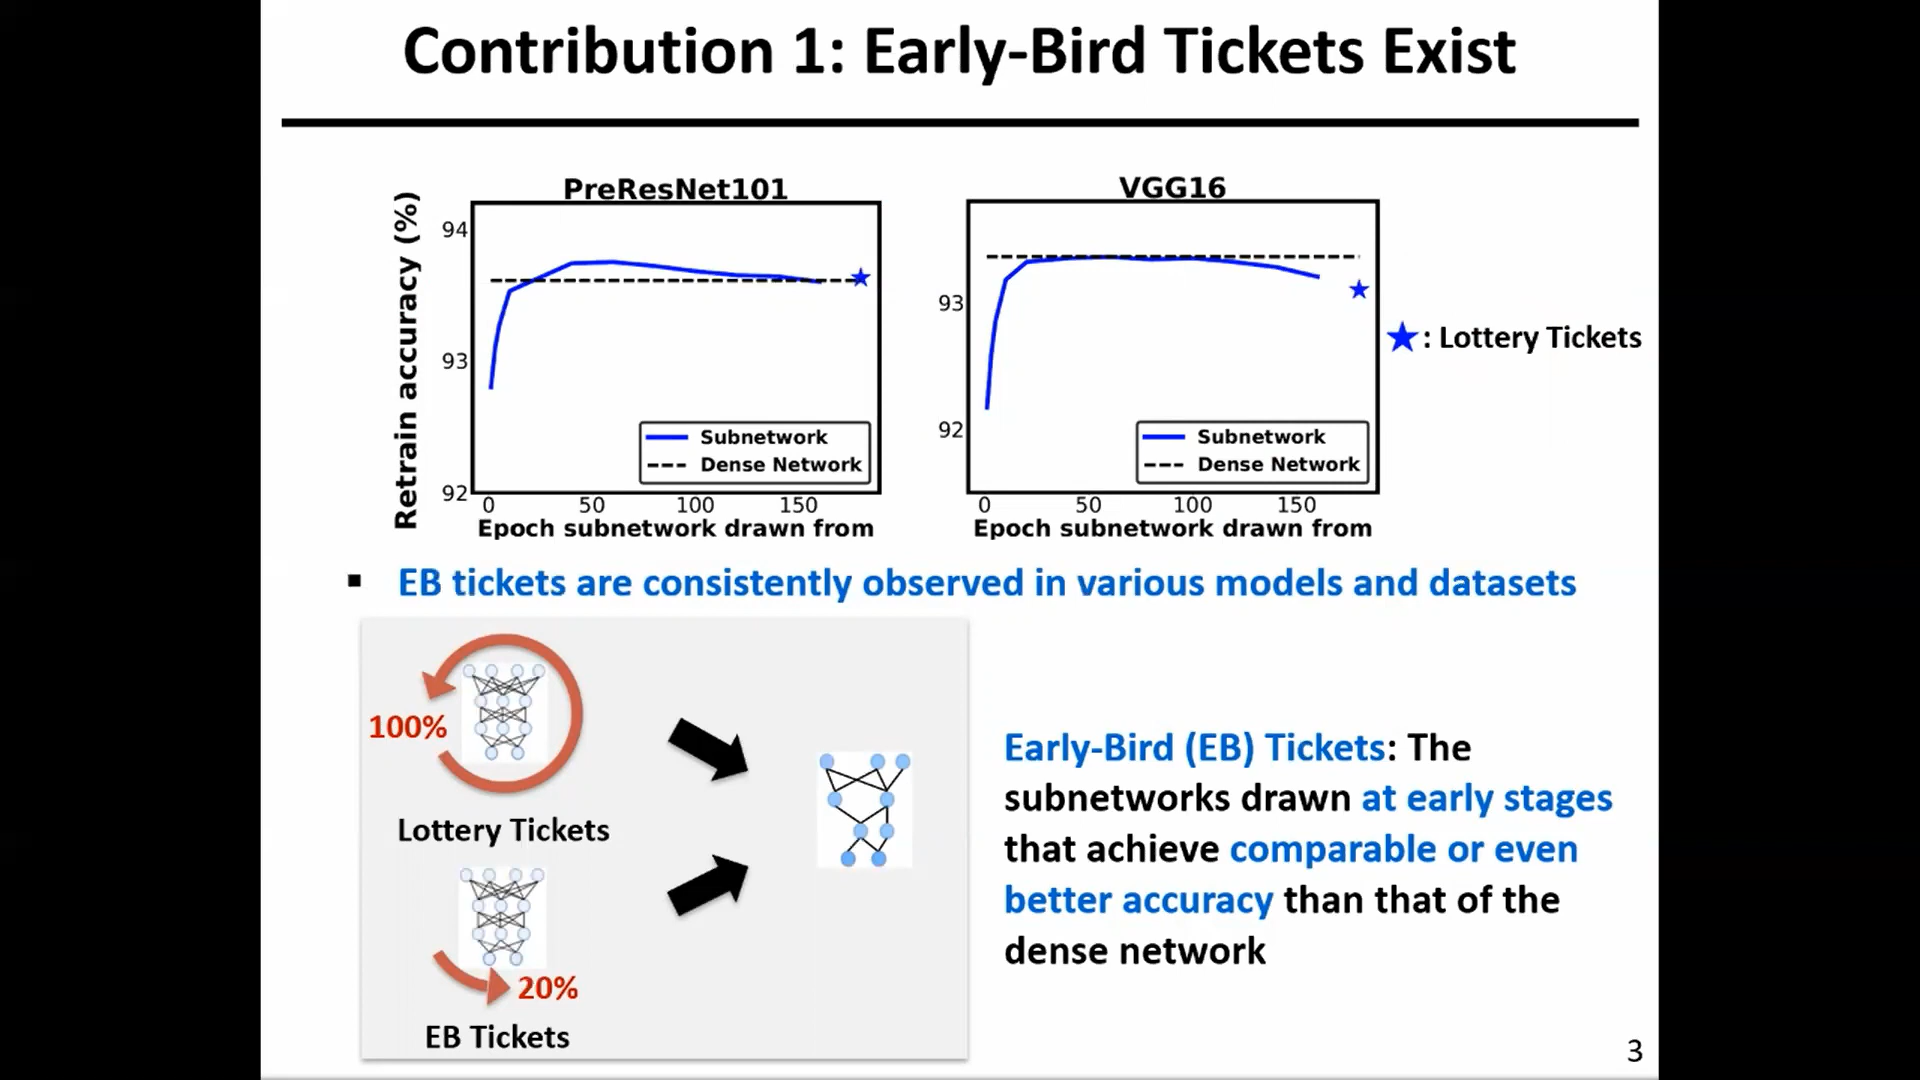 Contribution 1: Early-Bird Tickets Exist
PreResNet101
Retrain accuracy (%)
94
93
92
Subnetwork
Dense Network
0 50 100 150
Epoch subnetwork drawn from
VGG16
93
92
Subnetwork
Dense Network
0 50 100 150
Epoch subnetwork drawn from
★: Lottery Tickets
▪ EB tickets are consistently observed in various models and datasets
100%
Lottery Tickets
20%
EB Tickets
Early-Bird (EB) Tickets: The
subnetworks drawn at early stages
that achieve comparable or even
better accuracy than that of the
dense network
3